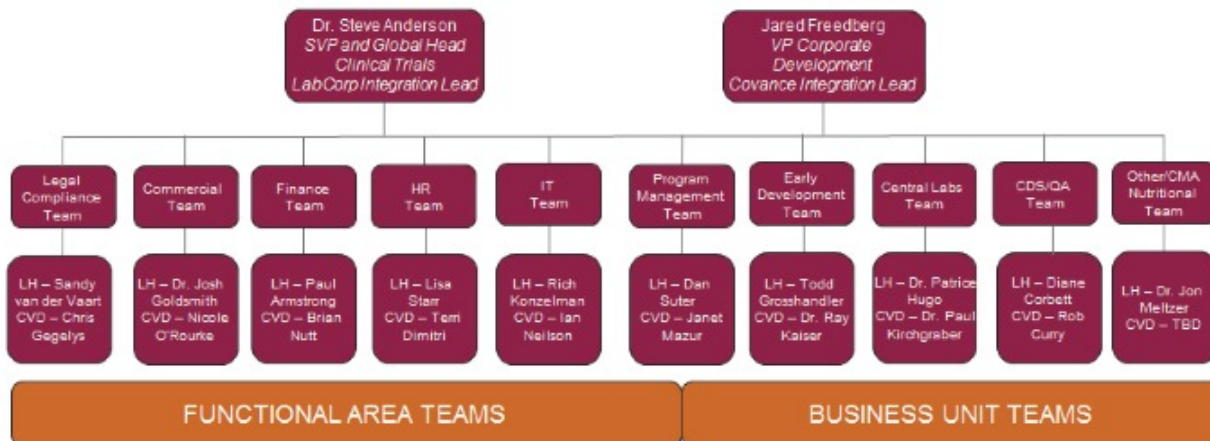 Dr. Steve Anderson
SVP and Global Head
Clinical Trials
LabCorp Integration Lead
Jared Freedberg
VP Corporate
Development
Covance Integration Lead
Legal
Compliance
Team
Commercial
Team
Finance
Team
HR
Team
IT
Team
Program
Management
Team
Early
Development
Team
Central Labs
Team
CDS/QA
Team
Other/CMA
Nutritional
Team
LH – Sandy
van der Vaart
CVD – Chris
Gegelys
LH – Dr. Josh
Goldsmith
CVD – Nicole
O'Rourke
LH – Paul
Armstrong
CVD – Brian
Nutt
LH – Lisa
Starr
CVD – Terri
Dimitri
LH – Rich
Konzelman
CVD – Ian
Neilson
LH – Dan
Suter
CVD – Janet
Mazur
LH – Todd
Grosshandler
CVD – Dr. Ray
Kaiser
LH – Dr. Patrice
Hugo
CVD – Dr. Paul
Kirchgraber
LH – Diane
Corbett
CVD – Rob
Curry
LH – Dr. Jon
Meltzer
CVD – TBD
FUNCTIONAL AREA TEAMS
BUSINESS UNIT TEAMS